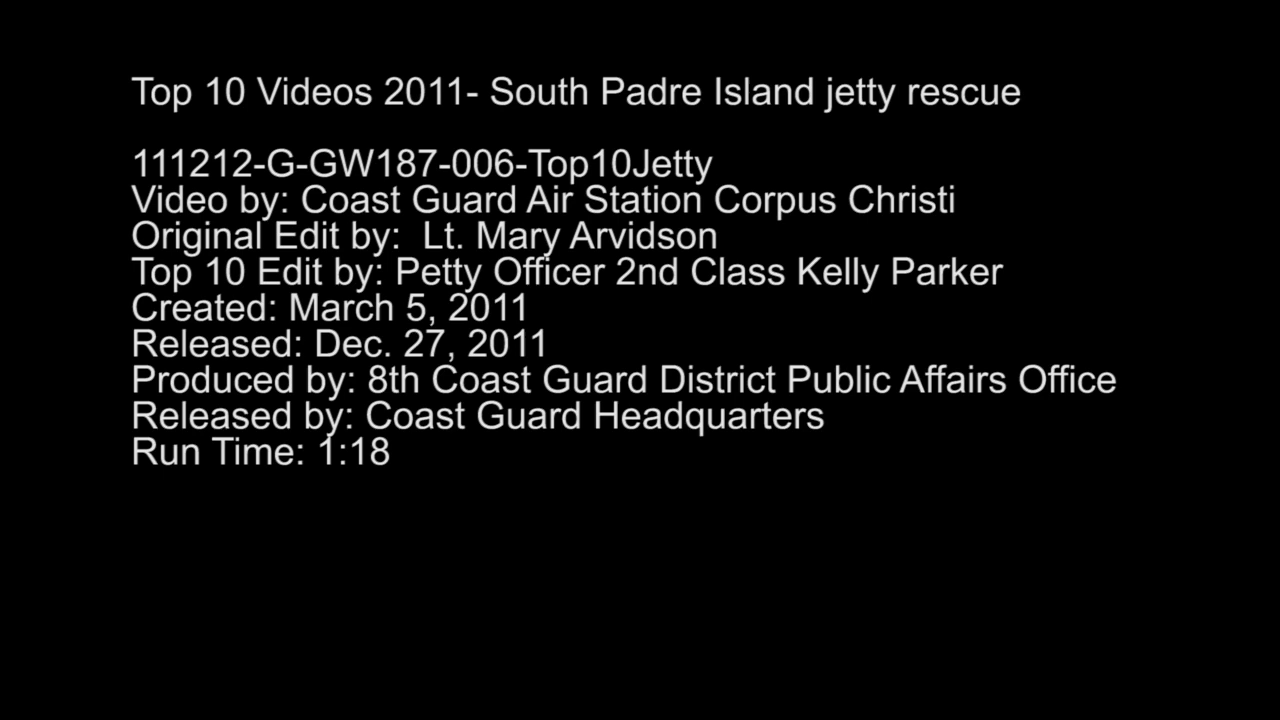 Top 10 Videos 2011- South Padre Island jetty rescue
111212-G-GW187-006-Top10Jetty
Video by: Coast Guard Air Station Corpus Christi
Original Edit by:  Lt. Mary Arvidson
Top 10 Edit by: Petty Officer 2nd Class Kelly Parker
Created: March 5, 2011
Released: Dec. 27, 2011
Produced by: 8th Coast Guard District Public Affairs Office
Released by: Coast Guard Headquarters
Run Time: 1:18